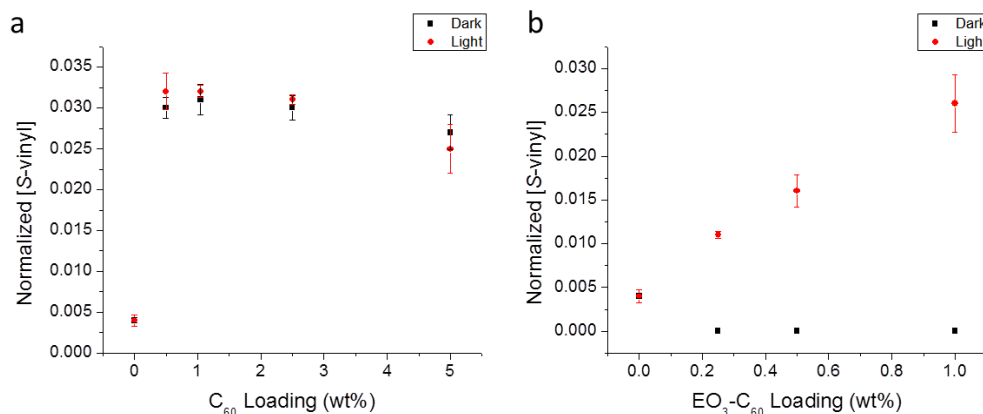 a
Dark
Light
Normalized [S-vinyl]
0.035
0.030
0.025
0.020
0.015
0.010
0.005
0.000
0 1 2 3 4 5
C₆₀ Loading (wt%)
b
Dark
Light
Normalized [S-vinyl]
0.030
0.025
0.020
0.015
0.010
0.005
0.000
0.0 0.2 0.4 0.6 0.8 1.0
EO₃-C₆₀ Loading (wt%)